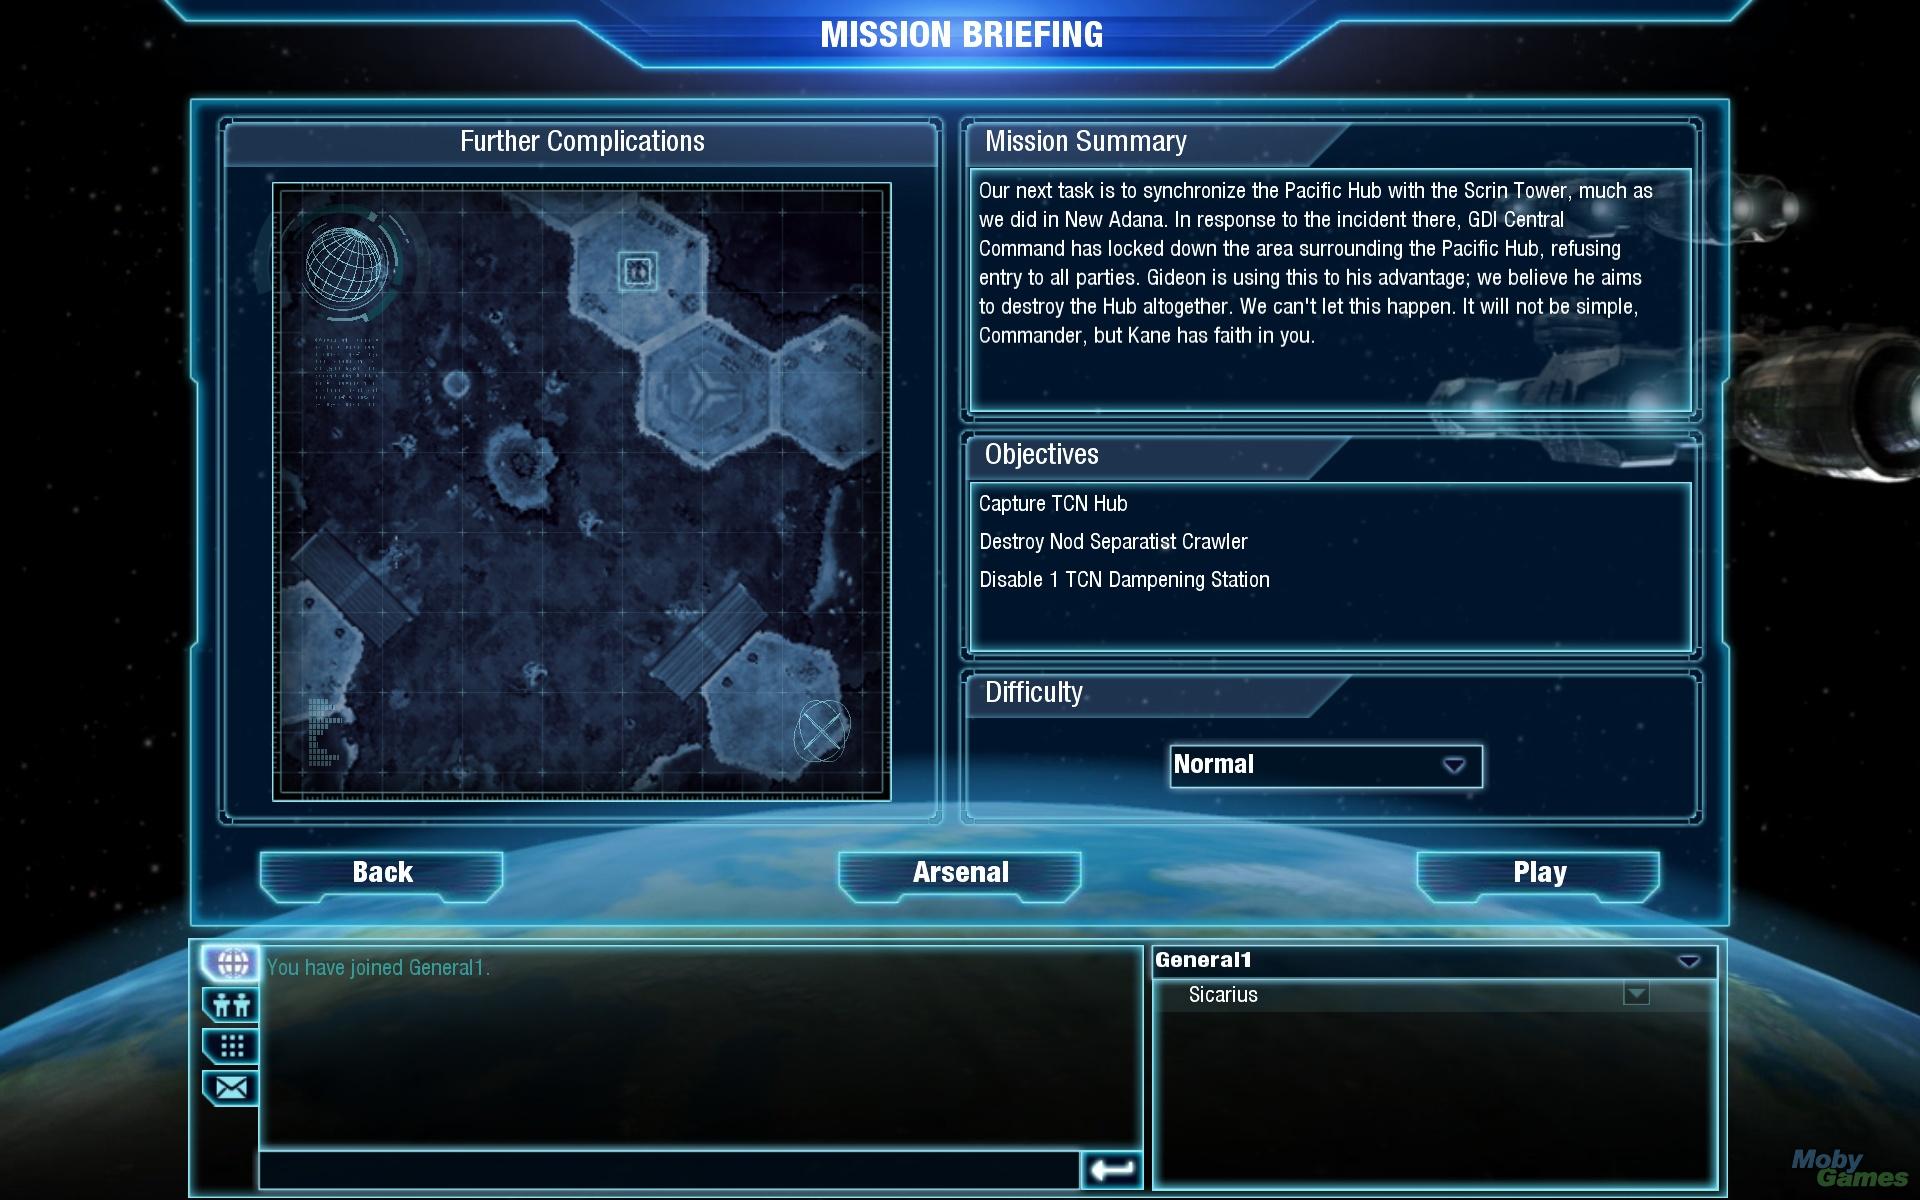 MISSION BRIEFING
Further Complications
Mission Summary
Our next task is to synchronize the Pacific Hub with the Scrin Tower, much as
we did in New Adana. In response to the incident there, GDI Central
Command has locked down the area surrounding the Pacific Hub, refusing
entry to all parties. Gideon is using this to his advantage; we believe he aims
to destroy the Hub altogether. We can't let this happen. It will not be simple,
Commander, but Kane has faith in you.
Objectives
Capture TCN Hub
Destroy Nod Separatist Crawler
Disable 1 TCN Dampening Station
Difficulty
Normal
Back
Arsenal
Play
You have joined General1.
General1
Sicarius
Moby
Games